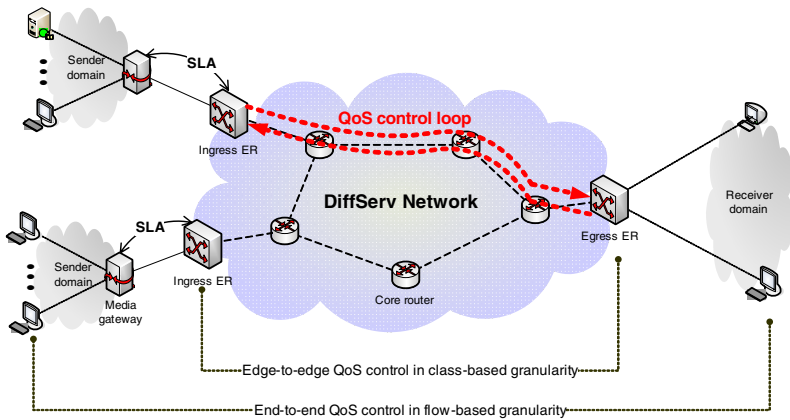 Sender
domain
SLA
Ingress ER
QoS control loop
DiffServ Network
Receiver
domain
Egress ER
SLA
Sender
domain
Ingress ER
Media
gateway
Core router
Edge-to-edge QoS control in class-based granularity
End-to-end QoS control in flow-based granularity